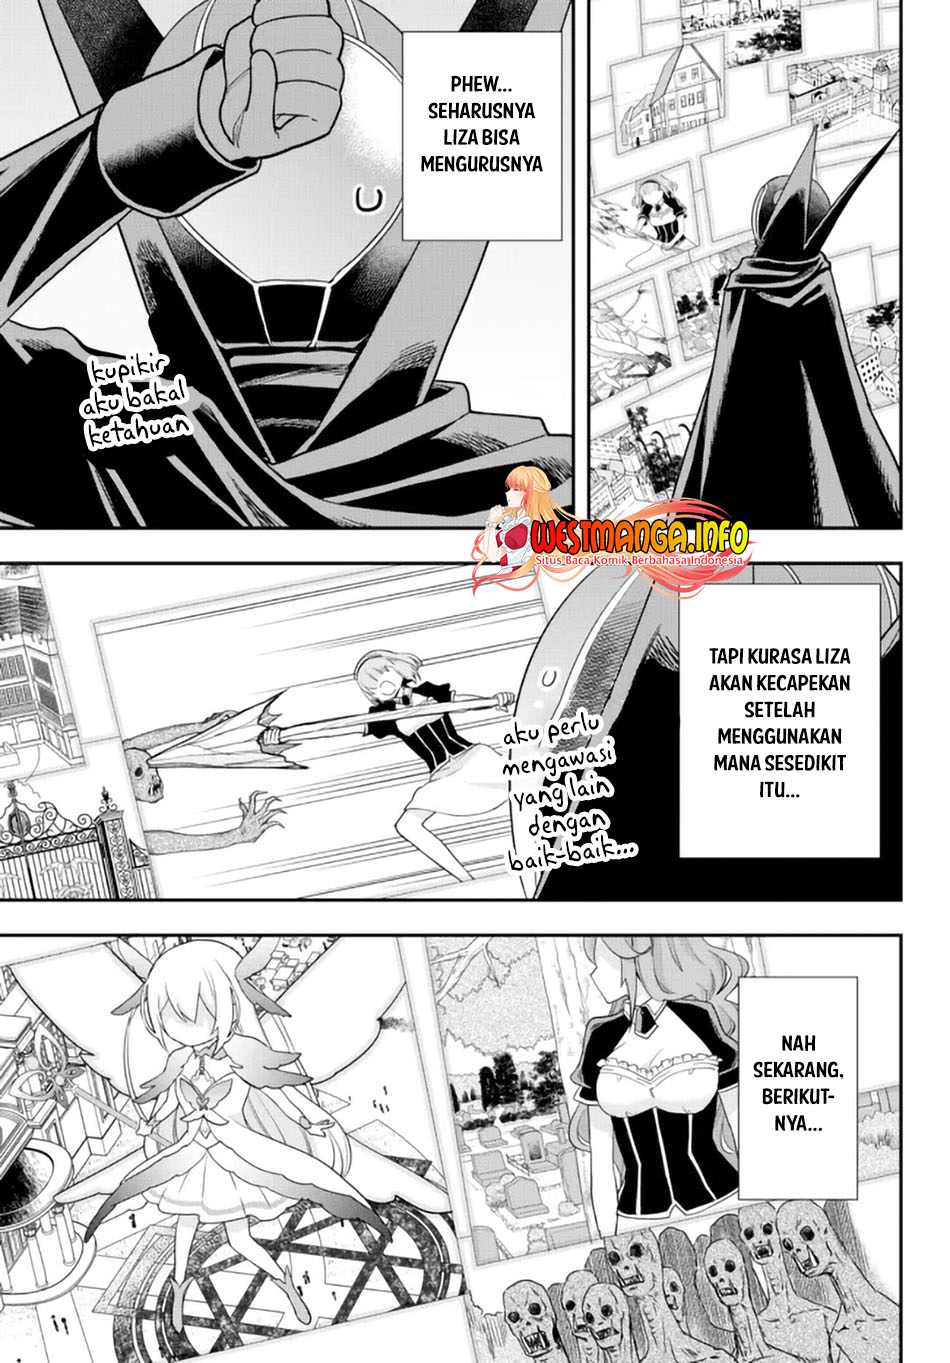 PHEW...
SEHARUSNYA
LIZA BISA
MENGURUSNYA
kupikir
aku bakal
ketahuan
WESTMANGA.INFO
Situs Baca Komik Berbahasa Indonesia
TAPI KURASA LIZA
AKAN KECAPEKAN
SETELAH
MENGGUNAKAN
MANA SESEDIKIT
ITU...
aku perlu
mengawasi
yang lain
dengan
baik-baik...
NAH
SEKARANG,
BERIKUT-
NYA...